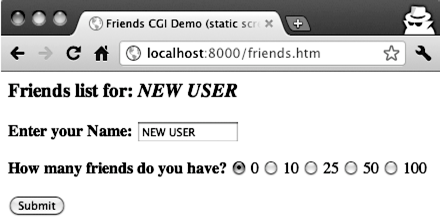 Friends CGI Demo (static scr
localhost:8000/friends.htm
Friends list for: NEW USER
Enter your Name: NEW USER
How many friends do you have? 0 10 25 50 100
Submit